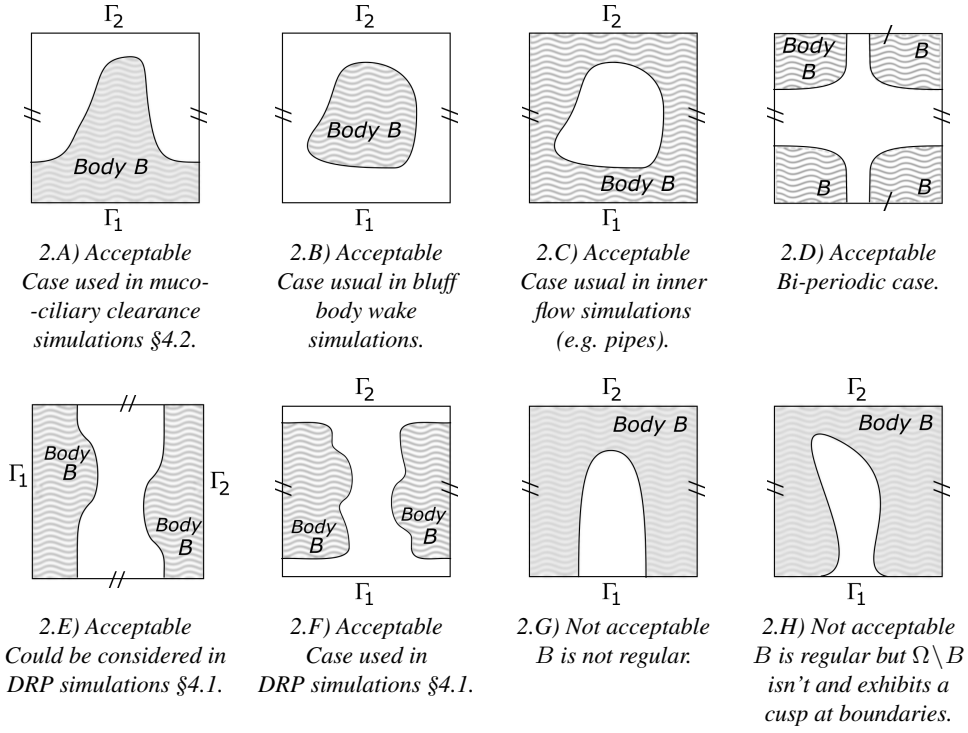 Γ2
Body B
Γ1
2.A) Acceptable
Case used in muco-
-ciliary clearance
simulations §4.2.
Γ2
Body B
Γ1
2.B) Acceptable
Case usual in bluff
body wake
simulations.
Γ2
Body B
Γ1
2.C) Acceptable
Case usual in inner
flow simulations
(e.g. pipes).
Body
B
B
B
B
2.D) Acceptable
Bi-periodic case.
Γ1
Body
B
Body
B
Γ2
2.E) Acceptable
Could be considered in
DRP simulations §4.1.
Γ2
Body
B
Body
B
Γ1
2.F) Acceptable
Case used in
DRP simulations §4.1.
Γ2
Body B
Γ1
2.G) Not acceptable
B is not regular.
Γ2
Body B
Γ1
2.H) Not acceptable
B is regular but Ω\B
isn't and exhibits a
cusp at boundaries.